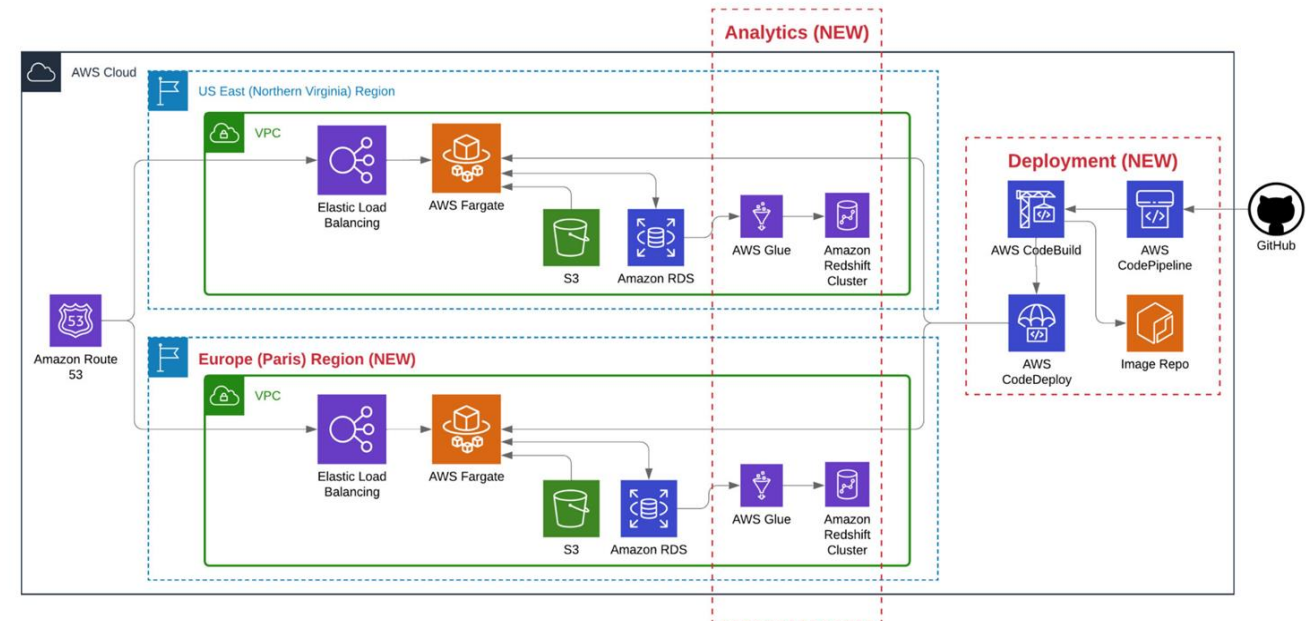 Analytics (NEW)
AWS Cloud
US East (Northern Virginia) Region
VPC
Elastic Load
Balancing
AWS Fargate
S3
Amazon RDS
AWS Glue
Amazon
Redshift
Cluster
Deployment (NEW)
AWS CodeBuild
AWS
CodePipeline
GitHub
AWS
CodeDeploy
Image Repo
53
Amazon Route
53
Europe (Paris) Region (NEW)
VPC
Elastic Load
Balancing
AWS Fargate
S3
Amazon RDS
AWS Glue
Amazon
Redshift
Cluster